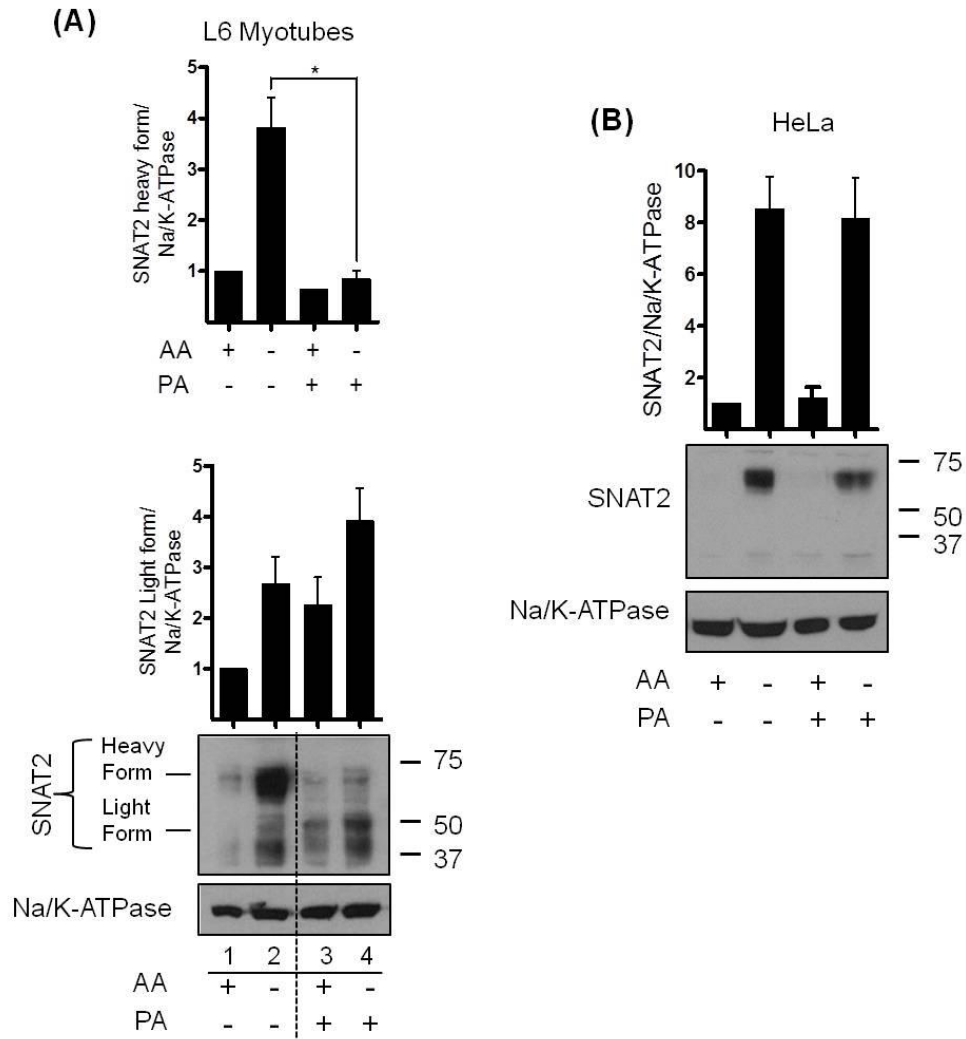 (A)
L6 Myotubes
SNAT2 heavy form/
Na/K-ATPase
5
4
3
2
1
AA + - + -
PA - - + +
SNAT2 Light form/
Na/K-ATPase
5
4
3
2
1
SNAT2
Heavy
Form
Light
Form
75
50
37
Na/K-ATPase
1 2 3 4
AA + - + -
PA - - + +
*
(B)
HeLa
SNAT2/Na/K-ATPase
10
8
6
4
2
SNAT2
75
50
37
Na/K-ATPase
AA + - + -
PA - - + +